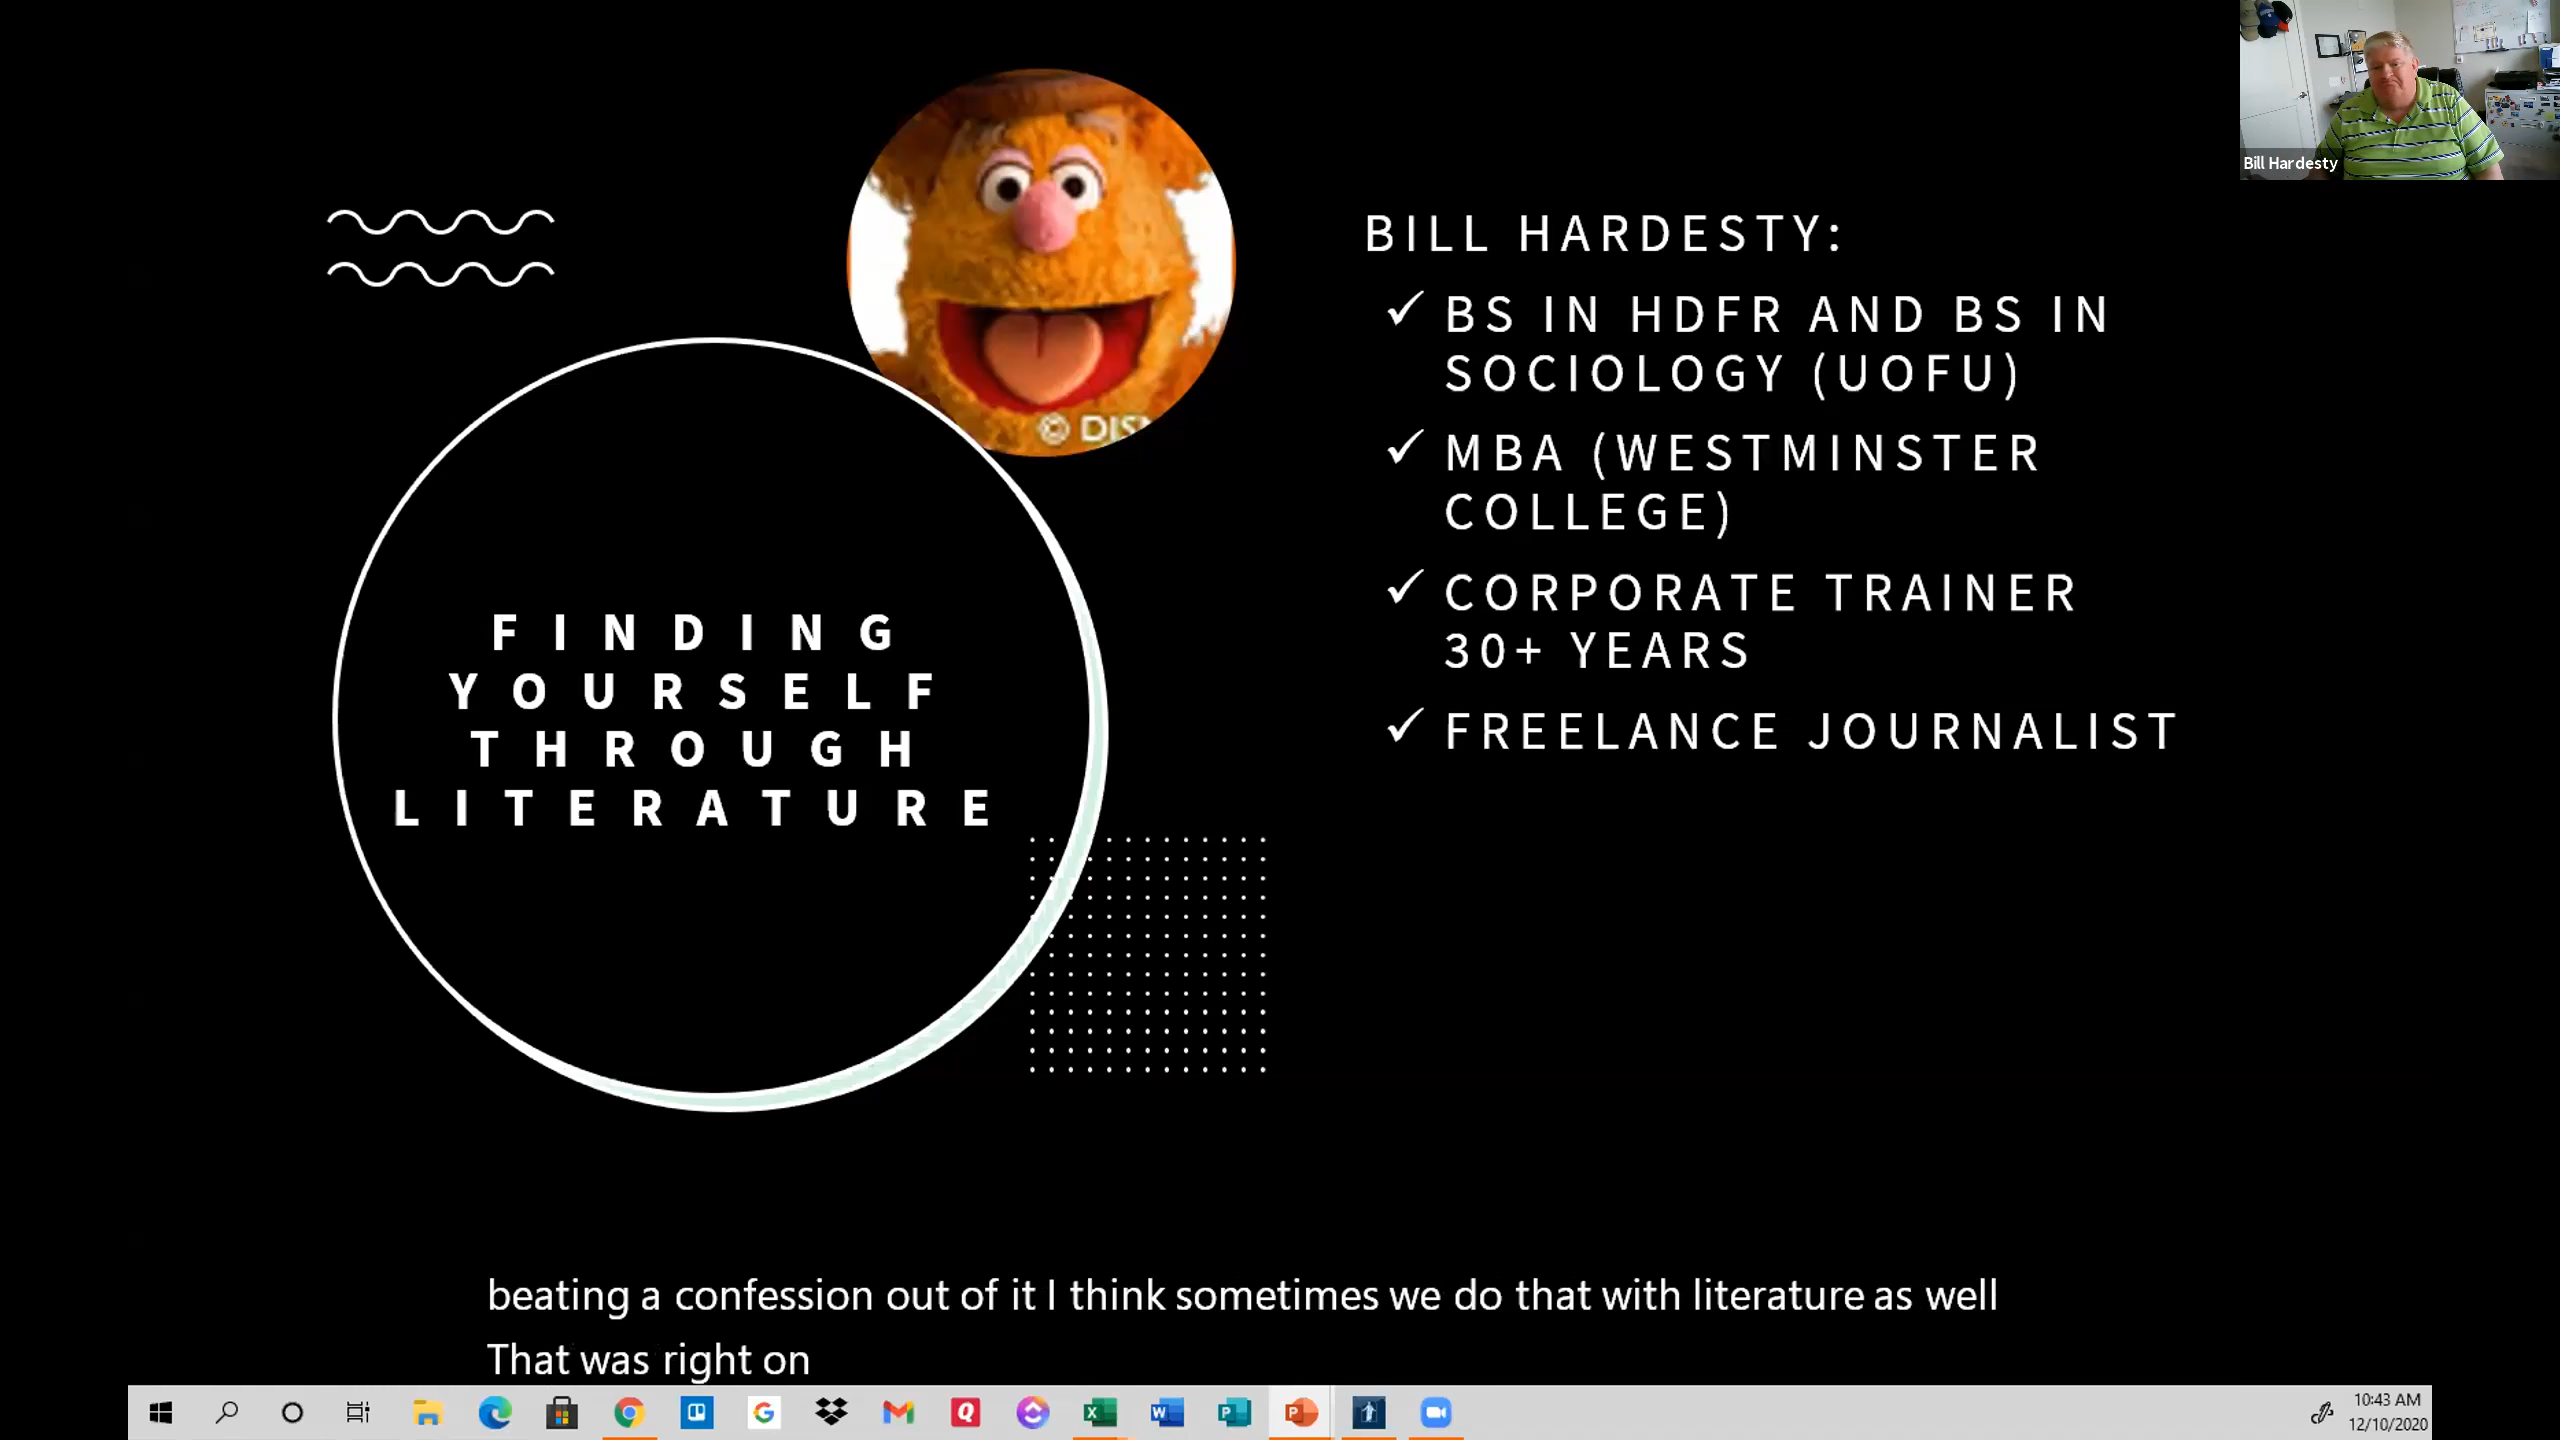 Bill Hardesty
© DIS
BILL HARDESTY:
✓ BS IN HDFR AND BS IN
SOCIOLOGY (UOFU)
✓ MBA (WESTMINSTER
COLLEGE)
✓ CORPORATE TRAINER
30+ YEARS
✓ FREELANCE JOURNALIST
FINDING
YOURSELF
THROUGH
LITERATURE
beating a confession out of it I think sometimes we do that with literature as well
That was right on
10:43 AM
12/10/2020